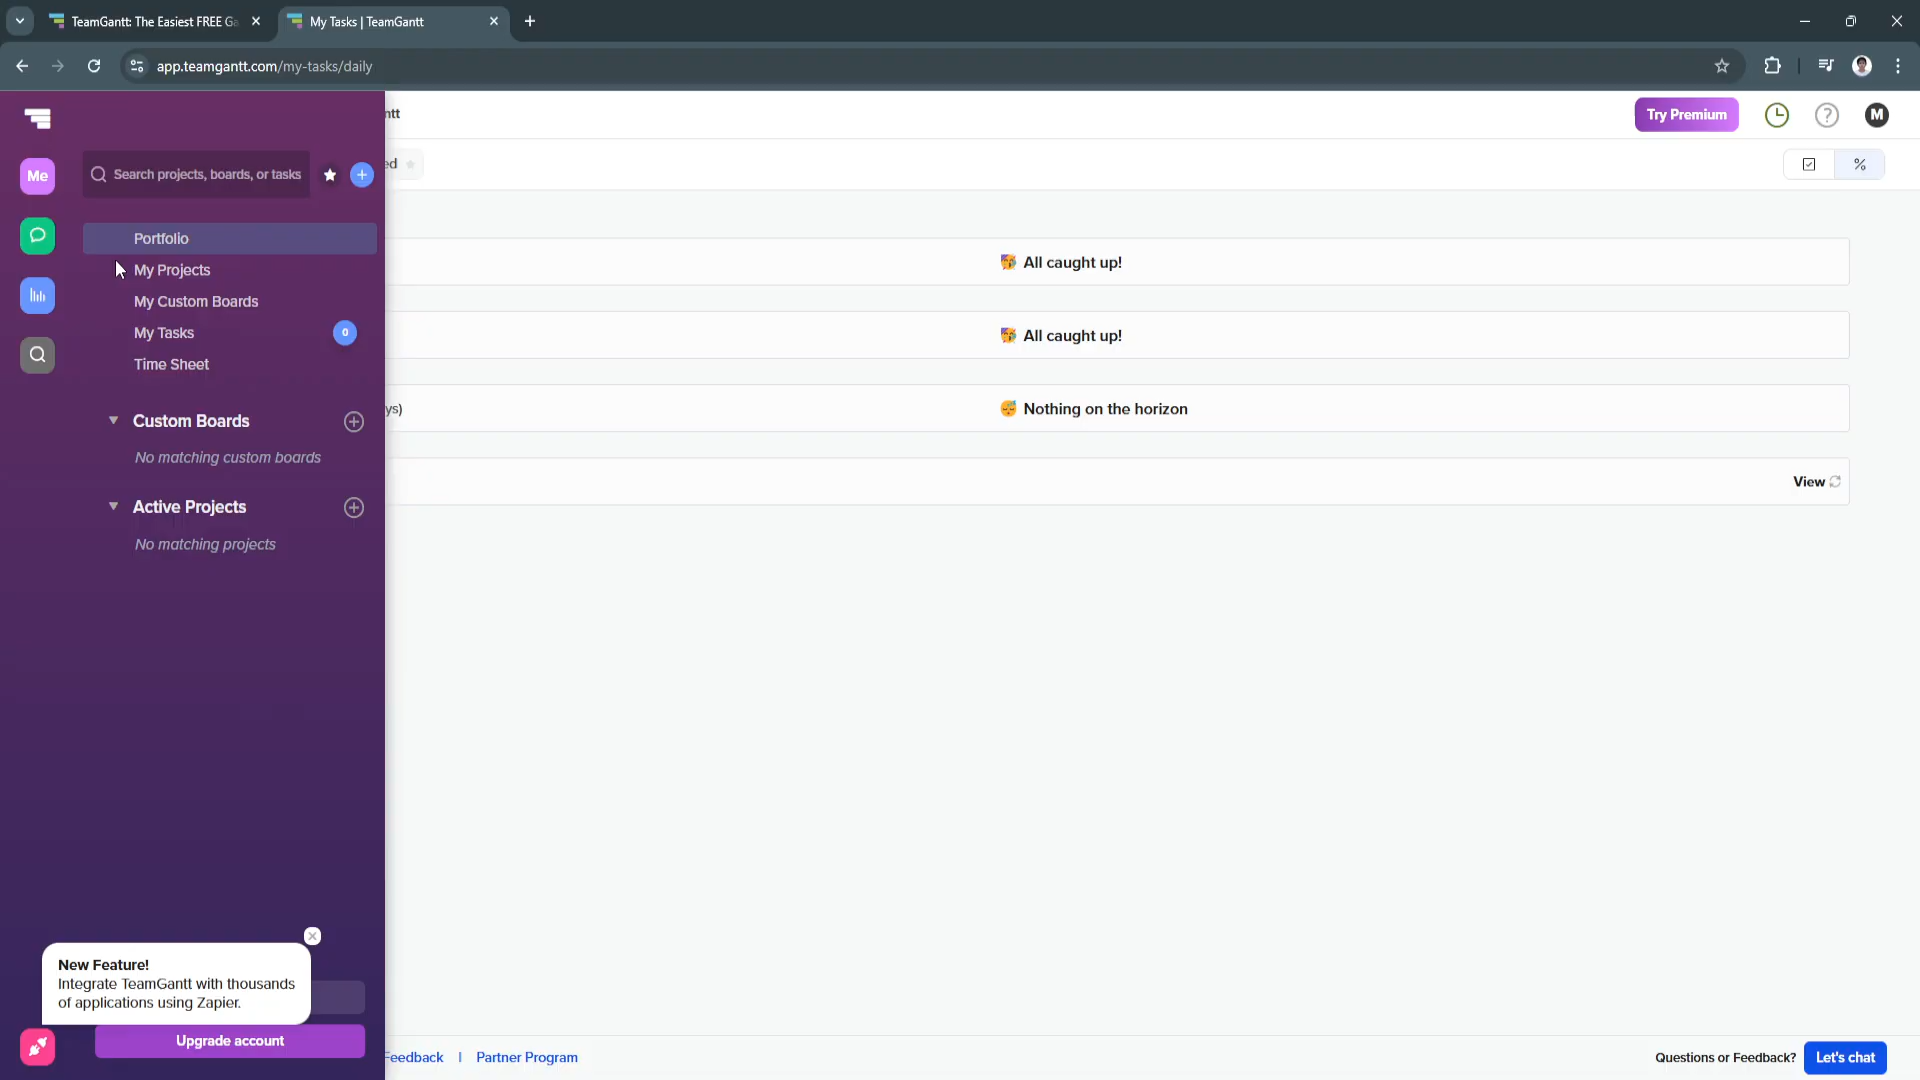 TeamGantt: The Easiest FREE Ga
My Tasks | TeamGantt
app.teamgantt.com/my-tasks/daily
ntt
Try Premium
?
M
Me
Search projects, boards, or tasks
ed
%
Portfolio
My Projects
My Custom Boards
My Tasks
0
Time Sheet
All caught up!
All caught up!
ys)
Nothing on the horizon
View
Custom Boards
No matching custom boards
Active Projects
No matching projects
New Feature!
Integrate TeamGantt with thousands
of applications using Zapier.
Upgrade account
Feedback | Partner Program
Questions or Feedback?
Let's chat